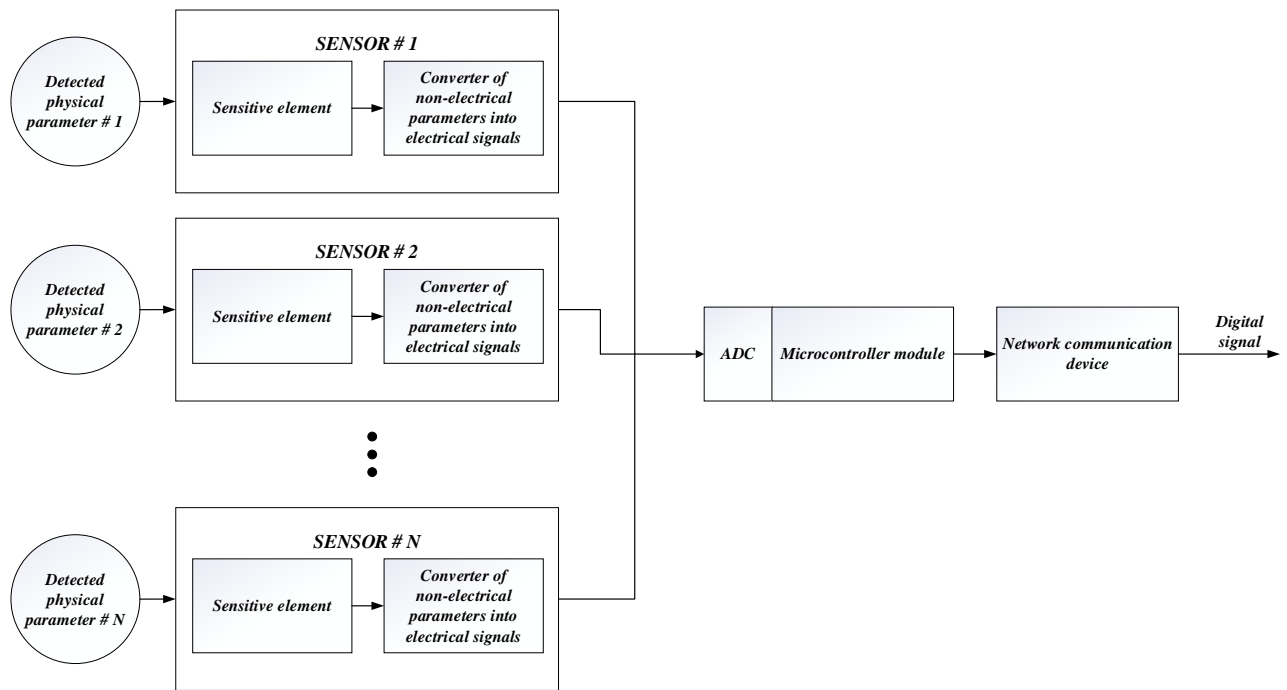 SENSOR # 1
Detected
physical
parameter # 1
Sensitive element
Converter of
non-electrical
parameters into
electrical signals
SENSOR # 2
Detected
physical
parameter # 2
Sensitive element
Converter of
non-electrical
parameters into
electrical signals
ADC
Microcontroller module
Network communication
device
Digital
signal
SENSOR # N
Detected
physical
parameter # N
Sensitive element
Converter of
non-electrical
parameters into
electrical signals